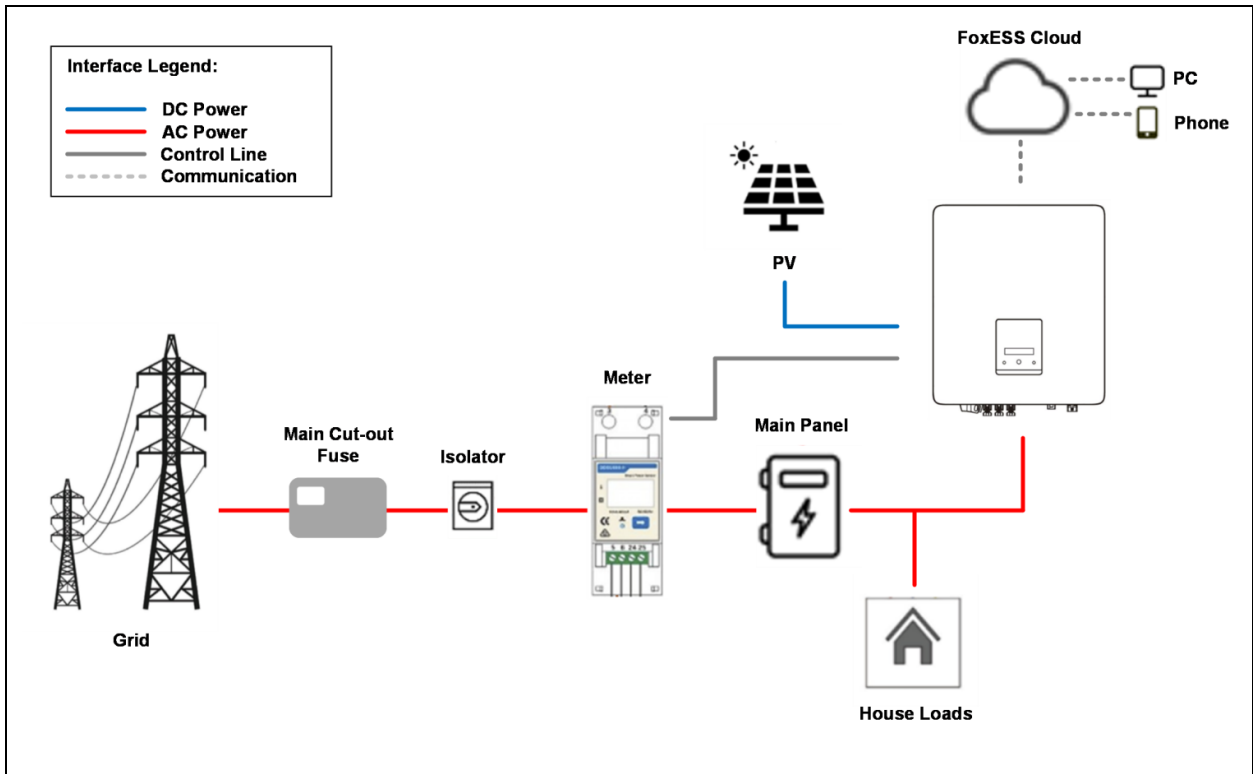 FoxESS Cloud
Interface Legend:
DC Power
AC Power
Control Line
Communication
PC
Phone
PV
Meter
Main Panel
Main Cut-out
Fuse
Isolator
Grid
House Loads